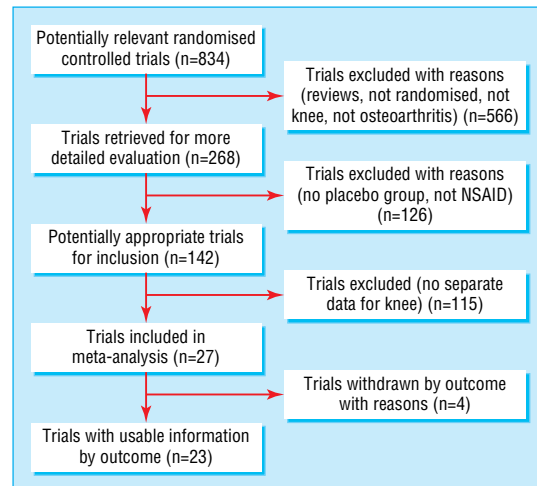 Potentially relevant randomised
controlled trials (n=834)
Trials excluded with reasons
(reviews, not randomised, not
knee, not osteoarthritis) (n=566)
Trials retrieved for more
detailed evaluation (n=268)
Trials excluded with reasons
(no placebo group, not NSAID)
(n=126)
Potentially appropriate trials
for inclusion (n=142)
Trials excluded (no separate
data for knee) (n=115)
Trials included in
meta-analysis (n=27)
Trials withdrawn by outcome
with reasons (n=4)
Trials with usable information
by outcome (n=23)